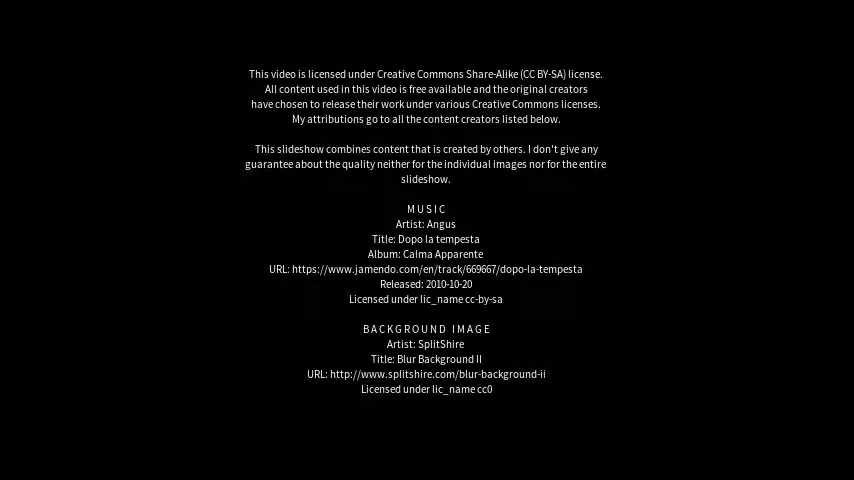 This video is licensed under Creative Commons Share-Alike (CC BY-SA) license.
All content used in this video is free available and the original creators
have chosen to release their work under various Creative Commons licenses.
My attributions go to all the content creators listed below.
This slideshow combines content that is created by others. I don't give any
guarantee about the quality neither for the individual images nor for the entire
slideshow.
MUSIC
Artist: Angus
Title: Dopo la tempesta
Album: Calma Apparente
URL: https://www.jamendo.com/en/track/669667/dopo-la-tempesta
Released: 2010-10-20
Licensed under lic_name cc-by-sa
BACKGROUND IMAGE
Artist: SplitShire
Title: Blur Background II
URL: http://www.splitshire.com/blur-background-ii
Licensed under lic_name cc0